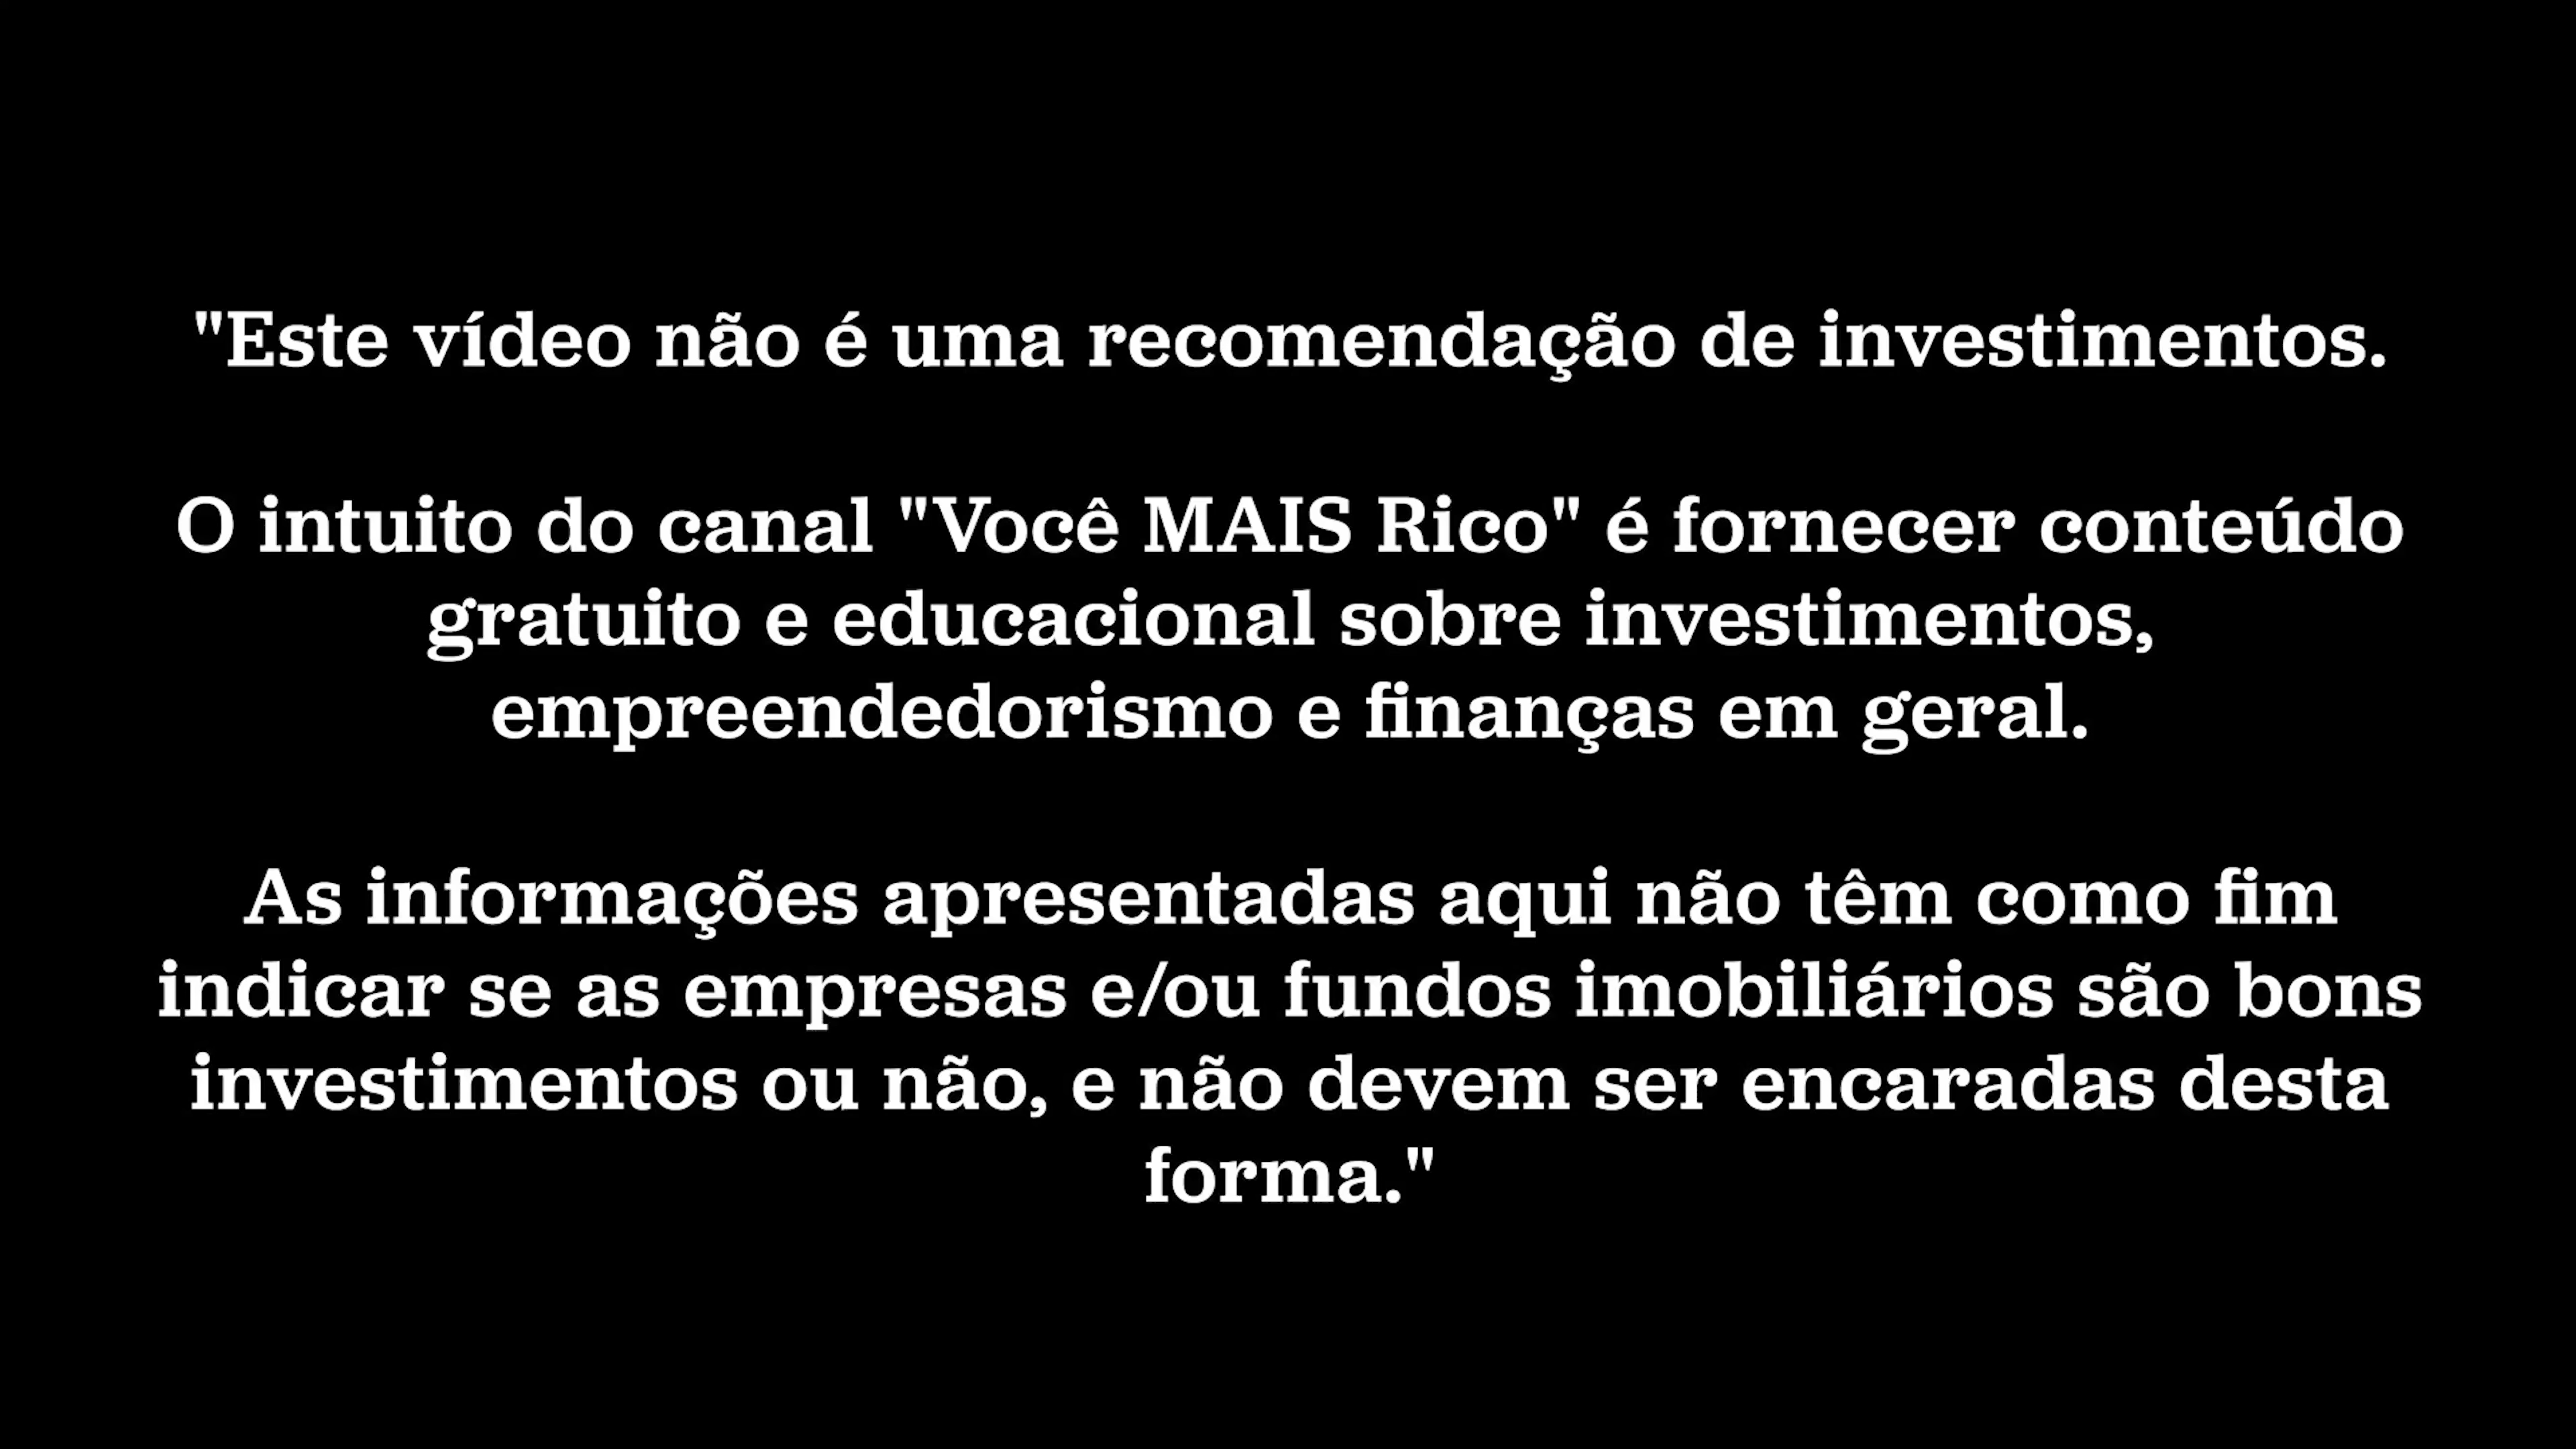 "Este vídeo não é uma recomendação de investimentos.
O intuito do canal "Você MAIS Rico" é fornecer conteúdo
gratuito e educacional sobre investimentos,
empreendedorismo e finanças em geral.
As informações apresentadas aqui não têm como fim
indicar se as empresas e/ou fundos imobiliários são bons
investimentos ou não, e não devem ser encaradas desta
forma."